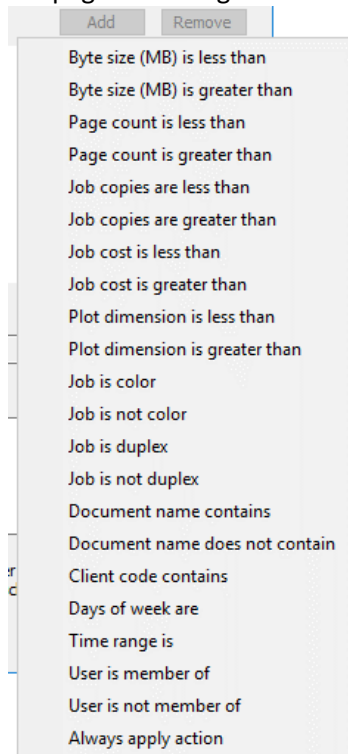 Add Remove
Byte size (MB) is less than
Byte size (MB) is greater than
Page count is less than
Page count is greater than
Job copies are less than
Job copies are greater than
Job cost is less than
Job cost is greater than
Plot dimension is less than
Plot dimension is greater than
Job is color
Job is not color
Job is duplex
Job is not duplex
Document name contains
Document name does not contain
Client code contains
Days of week are
Time range is
User is member of
User is not member of
Always apply action